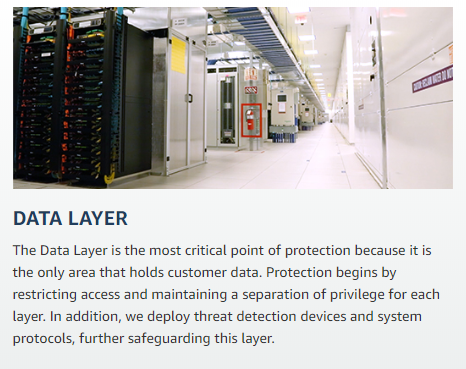 DATA LAYER
The Data Layer is the most critical point of protection because it is
the only area that holds customer data. Protection begins by
restricting access and maintaining a separation of privilege for each
layer. In addition, we deploy threat detection devices and system
protocols, further safeguarding this layer.